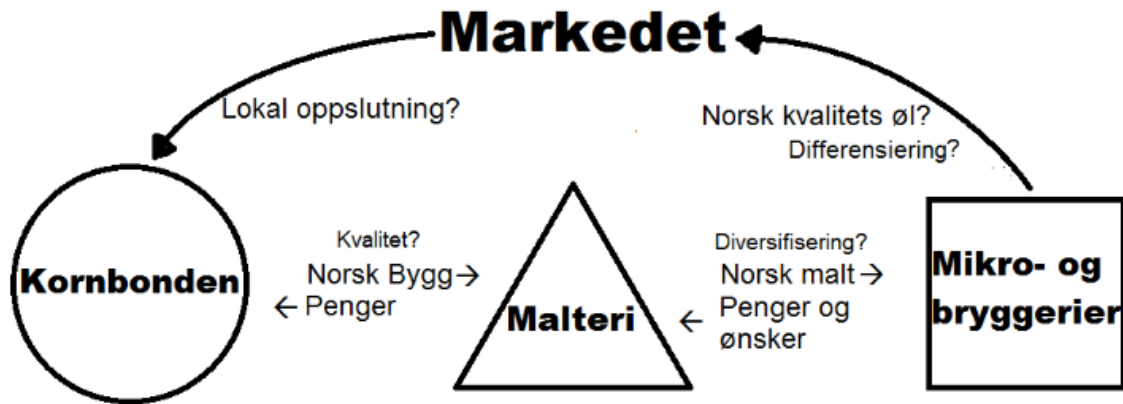 Markedet
Lokal oppslutning?
Norsk kvalitets øl?
Differensiering?
Kornbonden
Kvalitet?
Norsk Bygg→
←Penger
Malteri
Diversifisering?
Norsk malt→
←Penger og
ønsker
Mikro- og
bryggerier